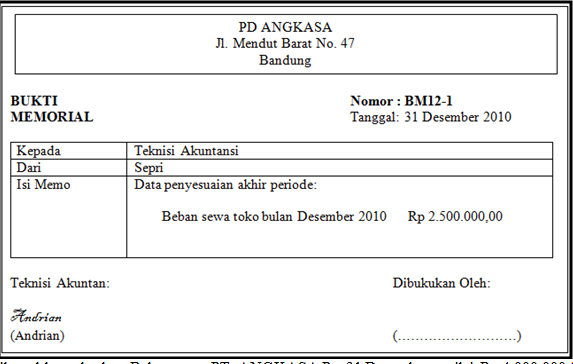 PD ANGKASA
Jl. Mendut Barat No. 47
Bandung
BUKTI MEMORIAL
Nomor : BM12-1
Tanggal: 31 Desember 2010
Kepada Teknisi Akuntansi
Dari Sepri
Isi Memo Data penyesuaian akhir periode:
Beban sewa toko bulan Desember 2010 Rp 2.500.000,00
Teknisi Akuntan: Dibukukan Oleh:
Andrian
(Andrian) (............................)